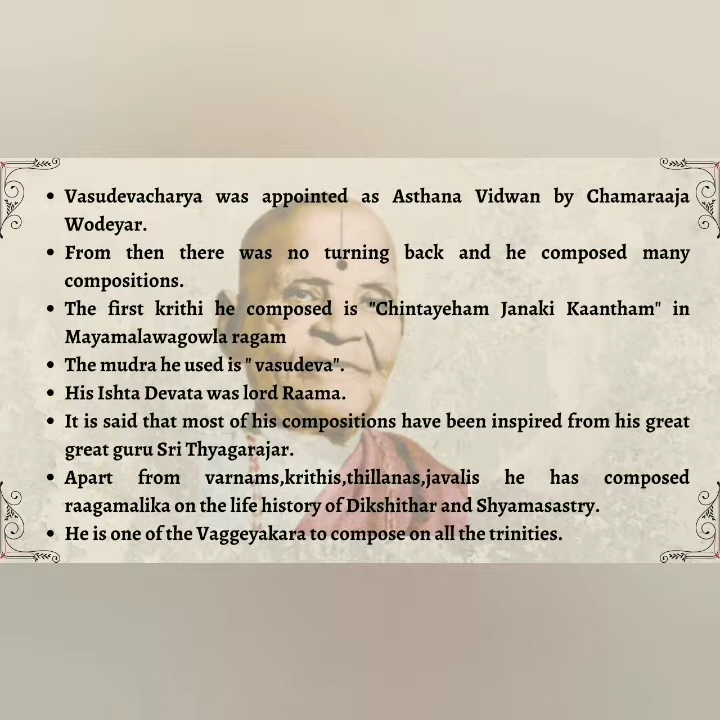 • Vasudevacharya was appointed as Asthana Vidwan by Chamaraaja
Wodeyar.
• From then there was no turning back and he composed many
compositions.
• The first krithi he composed is "Chintayeham Janaki Kaantham" in
Mayamalawagowla ragam
• The mudra he used is " vasudeva".
• His Ishta Devata was lord Raama.
• It is said that most of his compositions have been inspired from his great
great guru Sri Thyagarajar.
• Apart from varnams,krithis,thillanas,javalis he has composed
raagamalika on the life history of Dikshithar and Shyamasastry.
• He is one of the Vaggeyakara to compose on all the trinities.